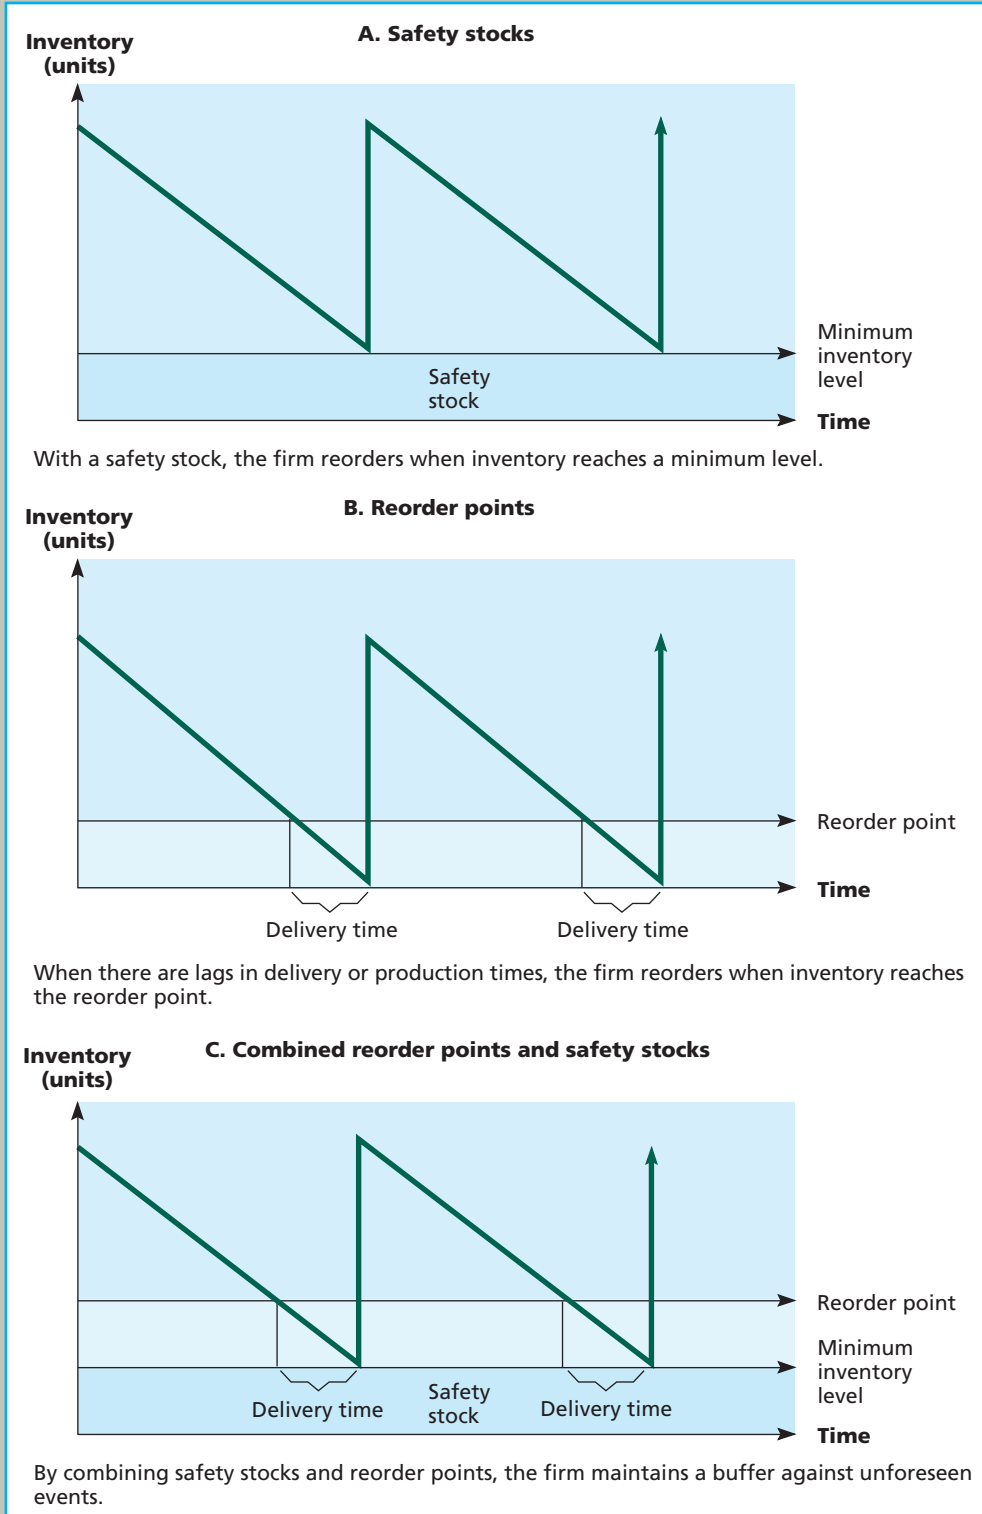 A. Safety stocks
Inventory
(units)
Minimum
inventory
level
Safety
stock
Time
With a safety stock, the firm reorders when inventory reaches a minimum level.
B. Reorder points
Inventory
(units)
Reorder point
Time
Delivery time
Delivery time
When there are lags in delivery or production times, the firm reorders when inventory reaches
the reorder point.
C. Combined reorder points and safety stocks
Inventory
(units)
Reorder point
Minimum
inventory
level
Delivery time
Safety
stock
Delivery time
Time
By combining safety stocks and reorder points, the firm maintains a buffer against unforeseen
events.